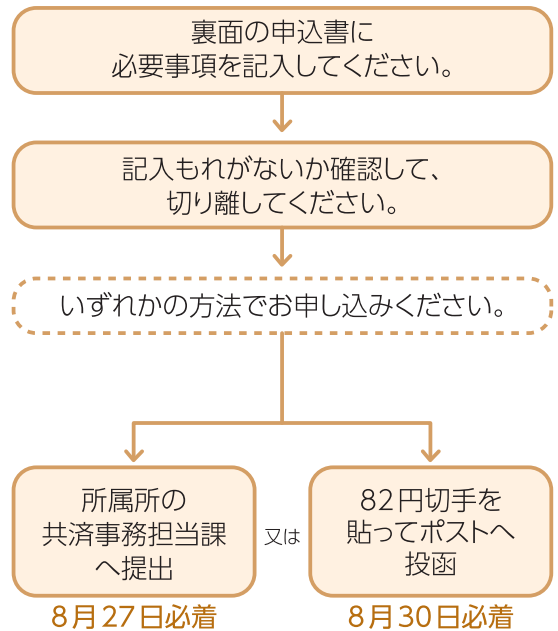 裏面の申込書に
必要事項を記入してください。
記入もれがないか確認して、
切り離してください。
いずれかの方法でお申し込みください。
所属所の
共済事務担当課
へ提出
又は
82円切手を
貼ってポストへ
投函
8月27日必着
8月30日必着